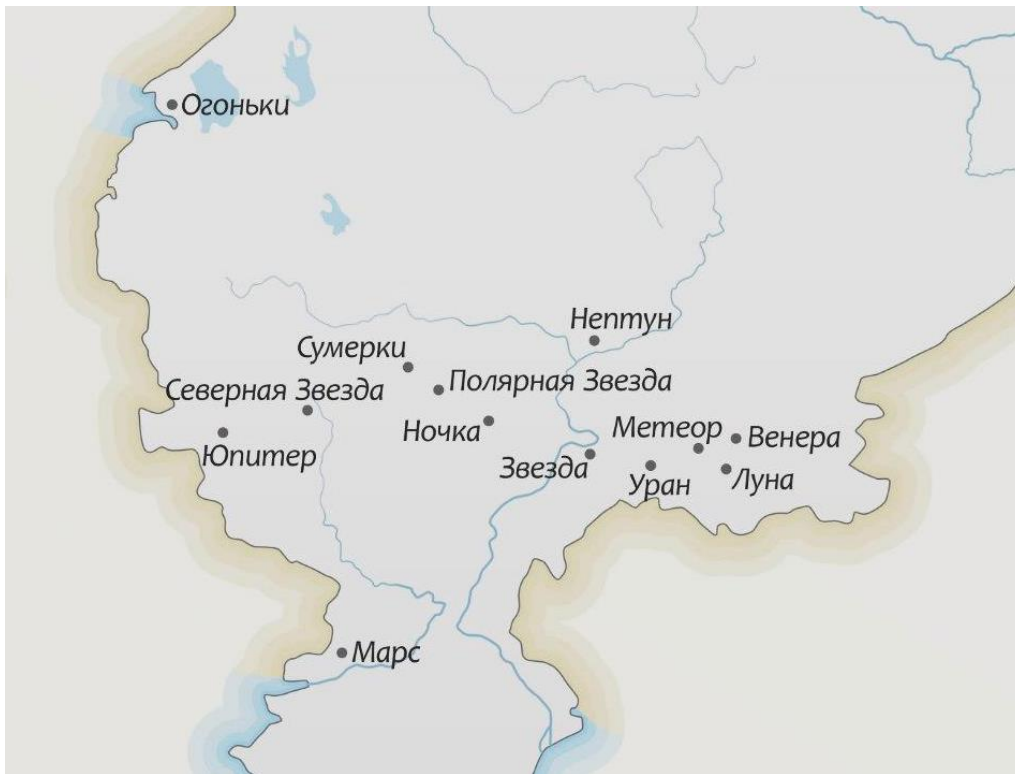 Огоньки
Нептун
Сумерки
Полярная Звезда
Северная Звезда
Ночка
Метеор
Венера
Юпитер
Звезда
Уран
Луна
Марс